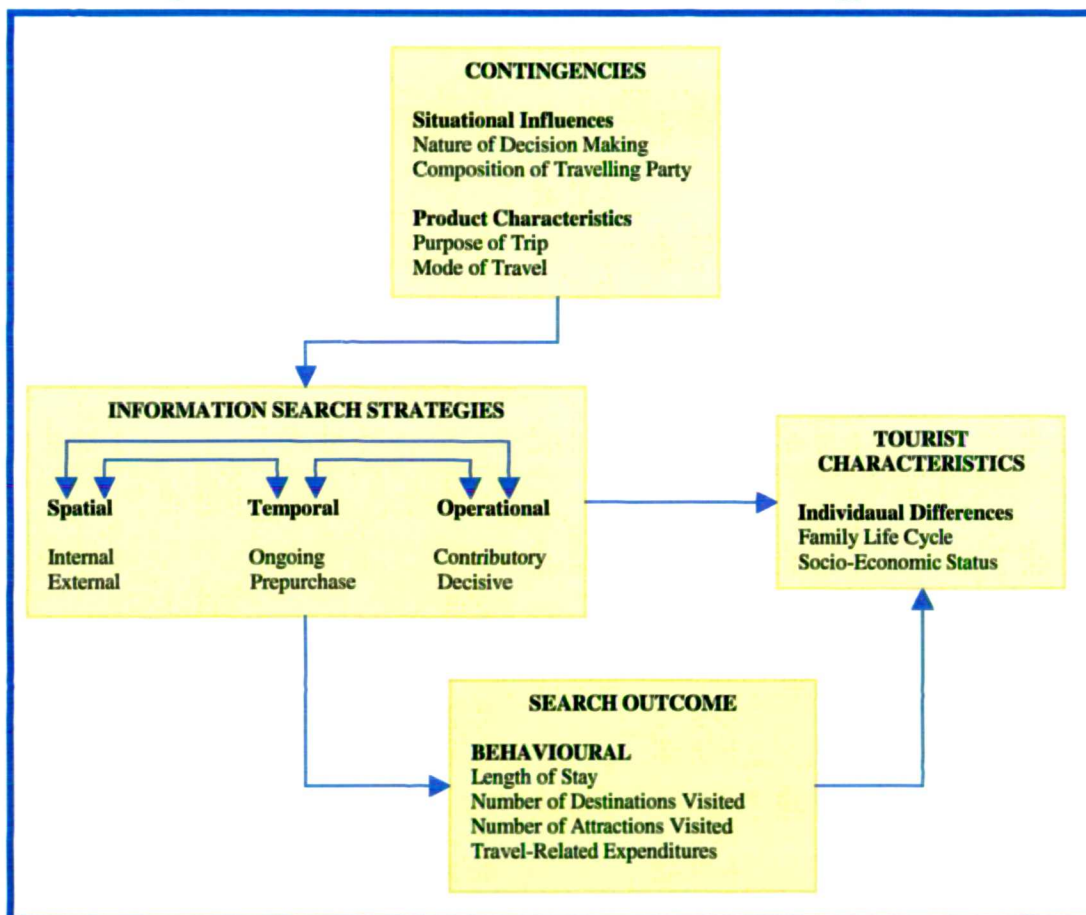 CONTINGENCIES
Situational Influences
Nature of Decision Making
Composition of Travelling Party
Product Characteristics
Purpose of Trip
Mode of Travel
INFORMATION SEARCH STRATEGIES
Spatial Temporal Operational
Internal Ongoing Contributory
External Prepurchase Decisive
TOURIST
CHARACTERISTICS
Individaual Differences
Family Life Cycle
Socio-Economic Status
SEARCH OUTCOME
BEHAVIOURAL
Length of Stay
Number of Destinations Visited
Number of Attractions Visited
Travel-Related Expenditures